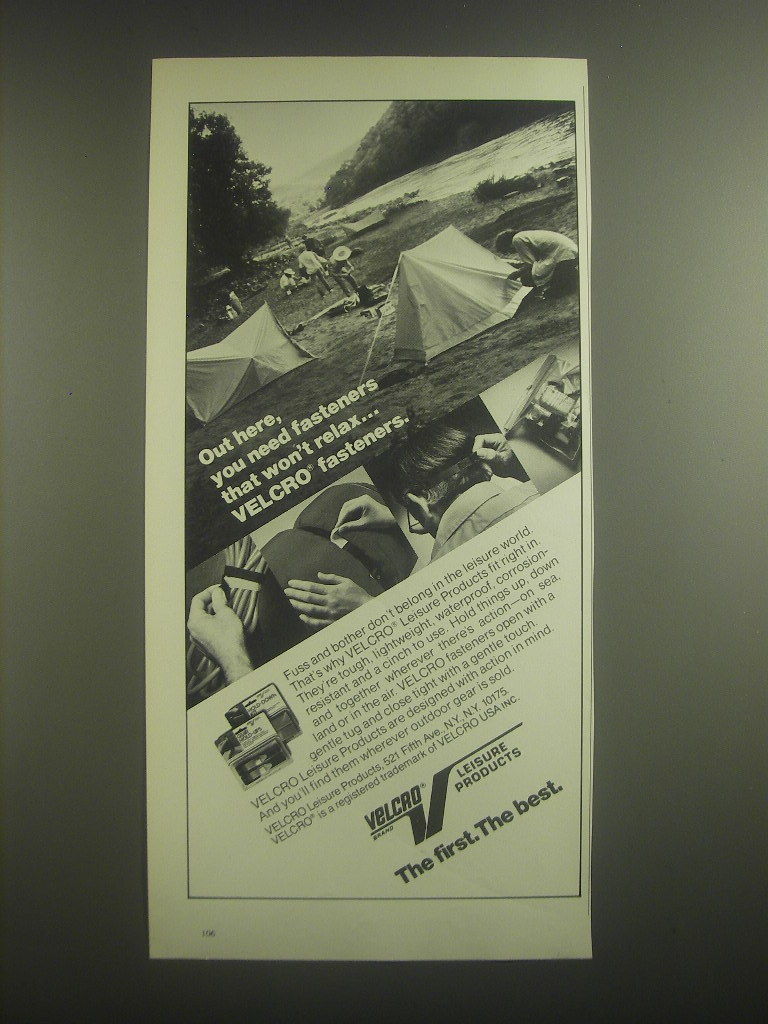 Out here,
you need fasteners
that won't relax...
VELCRO® fasteners.
Fuss and bother don't belong in the leisure world.
That's why VELCRO® Leisure Products fit right in.
They're tough, lightweight, waterproof, corrosion-
resistant and a cinch to use. Hold things up, down
and together wherever there's action—on sea,
land or in the air. VELCRO fasteners open with a
gentle tug and close tight with a gentle touch.
VELCRO Leisure Products are designed with action in mind.
And you'll find them wherever outdoor gear is sold.
VELCRO Leisure Products, 521 Fifth Ave., N.Y., N.Y. 10175.
VELCRO® is a registered trademark of VELCRO USA INC.
VELCRO®
BRAND
LEISURE
PRODUCTS
The first. The best.
106